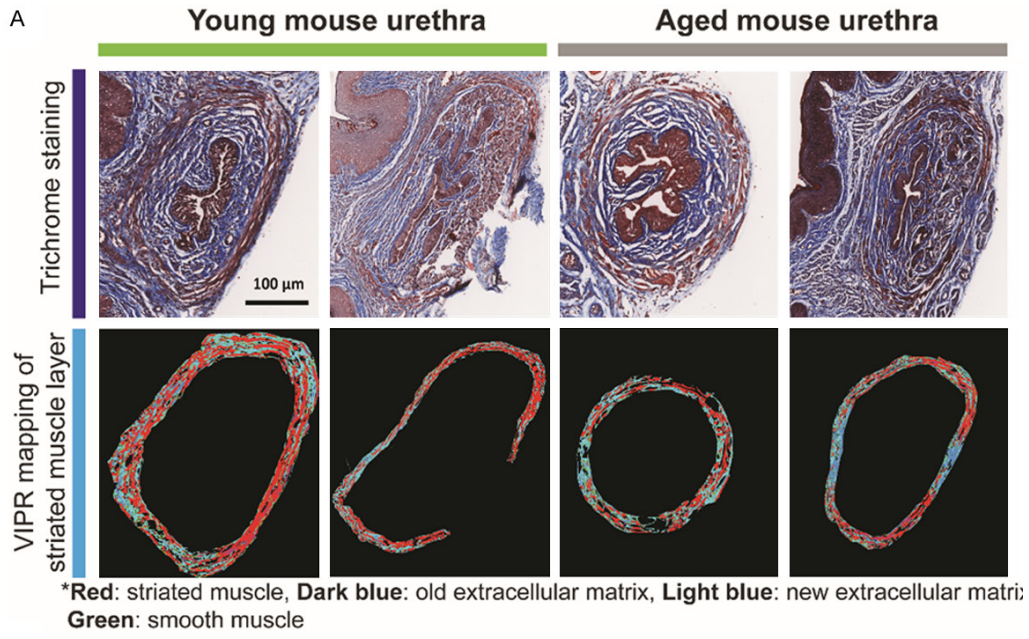 A
Young mouse urethra
Aged mouse urethra
Trichrome staining
100 µm
VIPR mapping of
striated muscle layer
*Red: striated muscle, Dark blue: old extracellular matrix, Light blue: new extracellular matrix
Green: smooth muscle